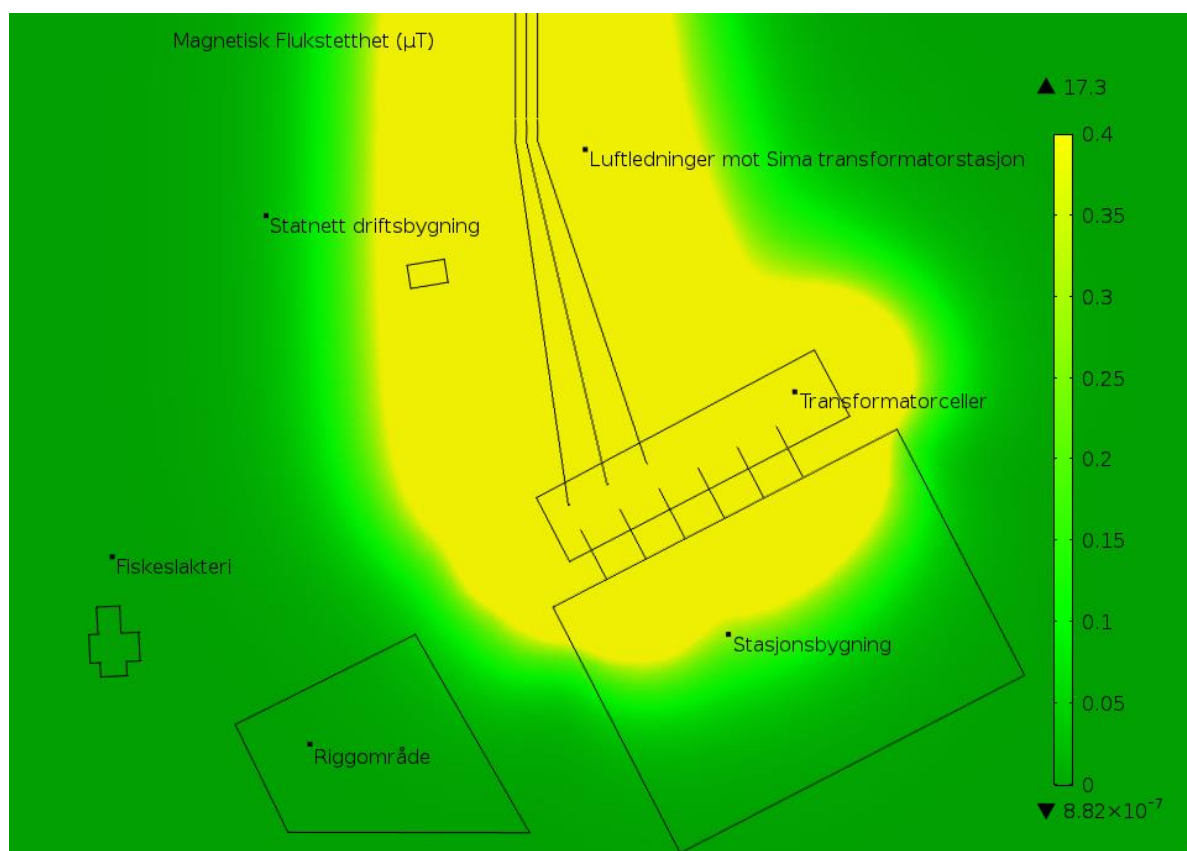 Magnetisk Flukstetthet (µT)
▲ 17.3
0.4
Luftledninger mot Sima transformatorstasjon
0.35
Statnett driftsbygning
0.3
0.25
Transformatorceller
0.2
0.15
Fiskeslakteri
0.1
Stasjonsbygning
0.05
Riggområde
0
▼ 8.82×10⁻⁷